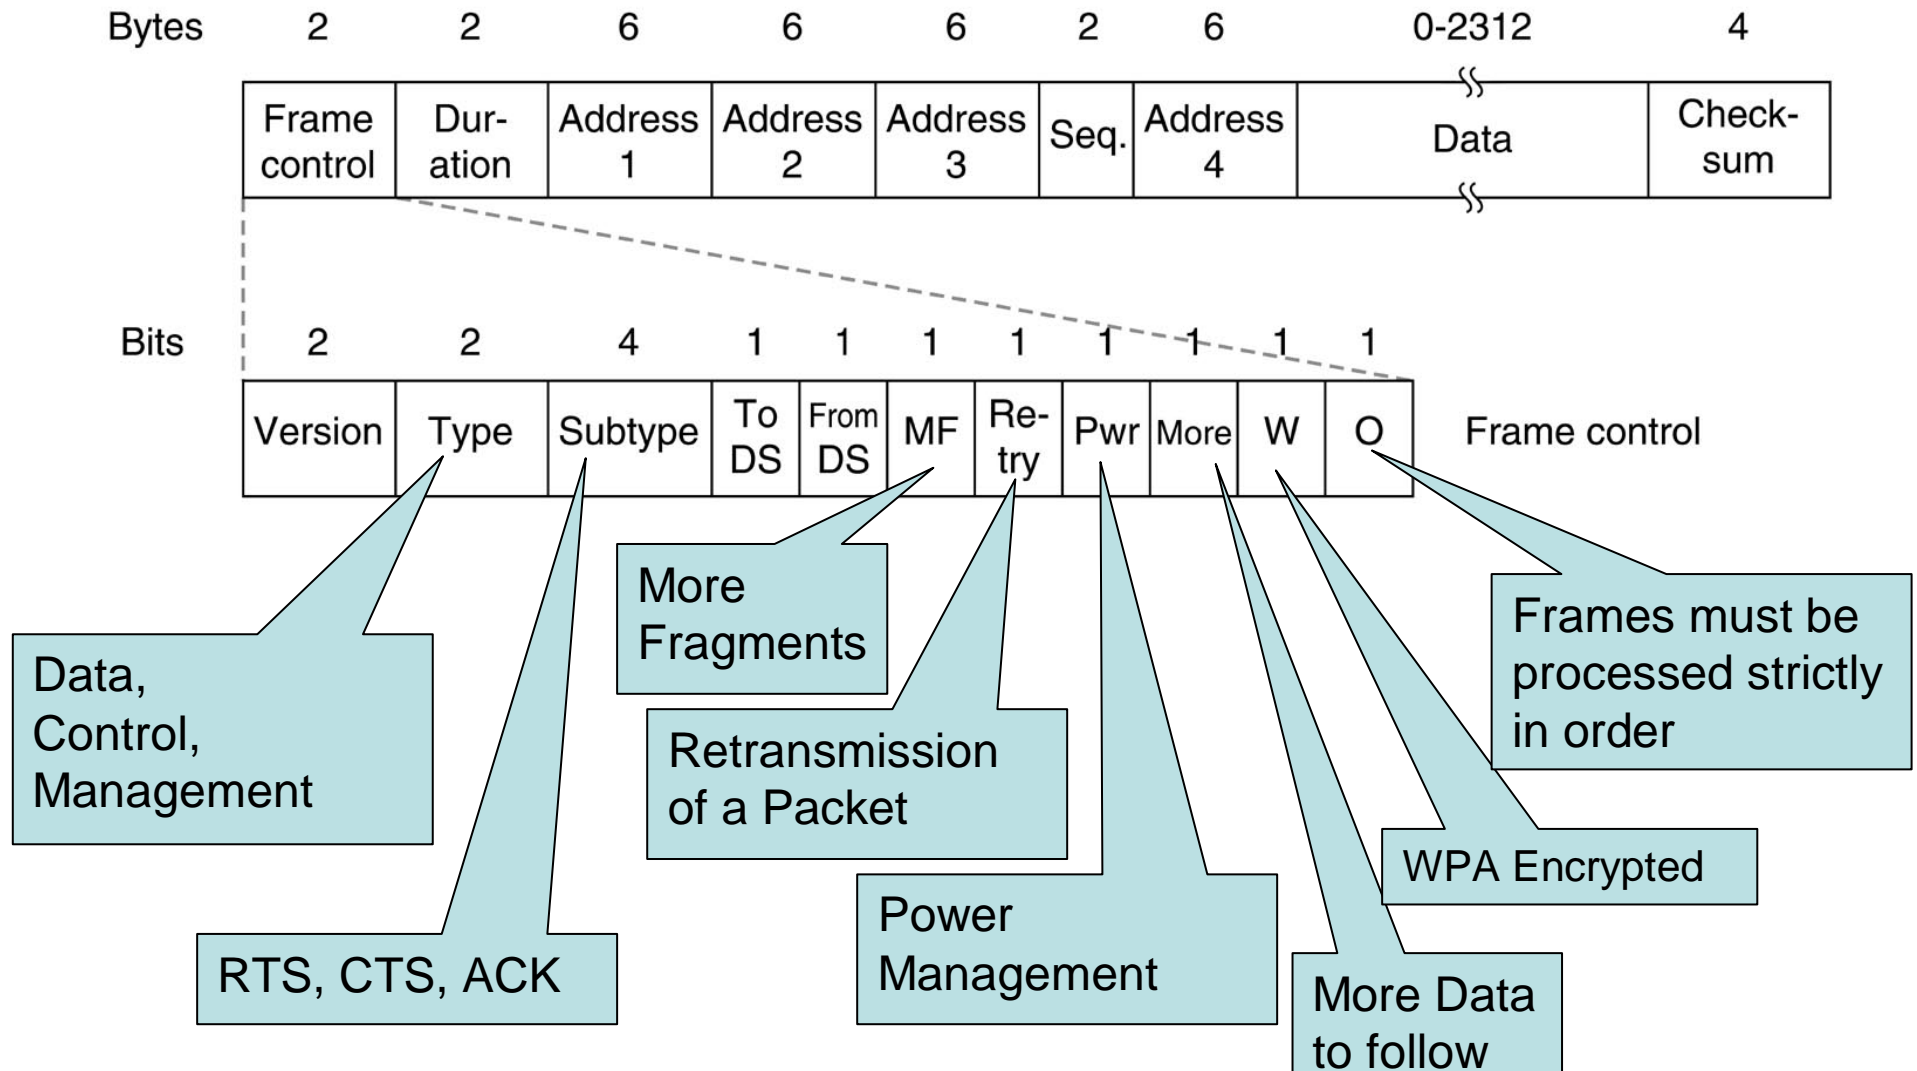 Bytes 2 2 6 6 6 2 6 0-2312 4
Frame control
Dur-ation
Address 1
Address 2
Address 3
Seq.
Address 4
Data
Check-sum
Bits 2 2 4 1 1 1 1 1 1 1 1
Version
Type
Subtype
To DS
From DS
MF
Re-try
Pwr
More
W
O
Frame control
Data,
Control,
Management
RTS, CTS, ACK
More
Fragments
Retransmission
of a Packet
Power
Management
More Data
to follow
WPA Encrypted
Frames must be
processed strictly
in order